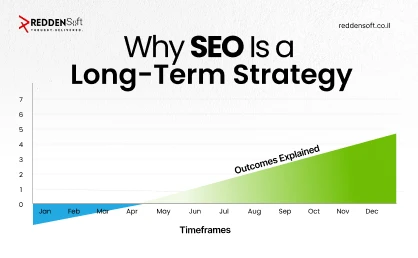 REDDENSoft
THOUGHT. DELIVERED.
reddensoft.co.il
Why SEO Is a
Long-Term Strategy
7
6
5
4
3
2
1
0
Outcomes Explained
Jan Feb Mar Apr May Jun Jul Aug Sep Oct Nov Dec
Timeframes